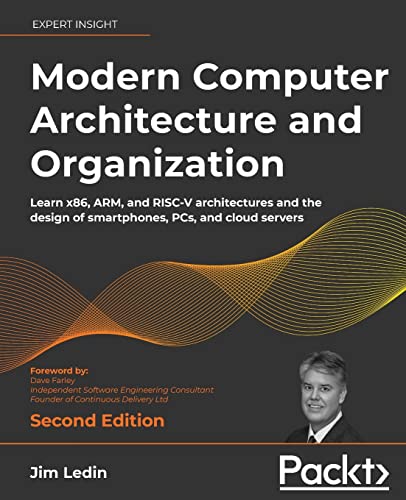 EXPERT INSIGHT
Modern Computer
Architecture and
Organization
Learn x86, ARM, and RISC-V architectures and the
design of smartphones, PCs, and cloud servers
Foreword by:
Dave Farley
Independent Software Engineering Consultant
Founder of Continuous Delivery Ltd
Second Edition
Jim Ledin
Packt>